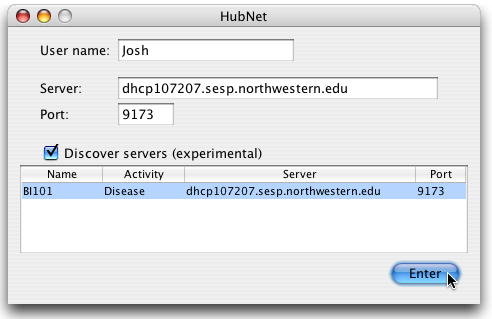 HubNet
User name: Josh
Server: dhcp107207.sesp.northwestern.edu
Port: 9173
Discover servers (experimental)
Name Activity Server Port
BI101 Disease dhcp107207.sesp.northwestern.edu 9173
Enter